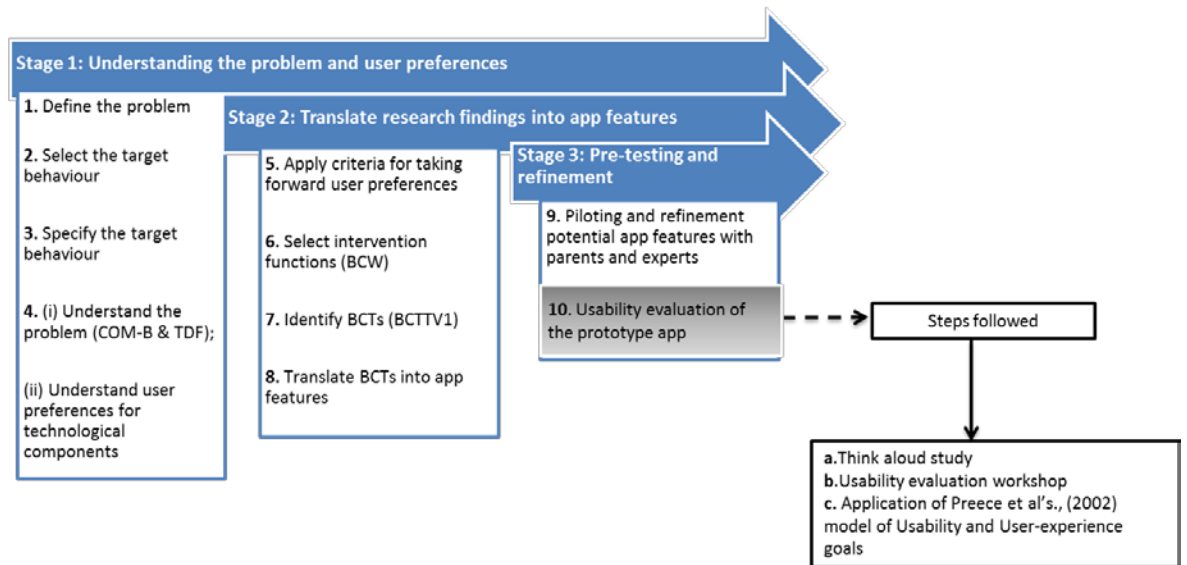 Stage 1: Understanding the problem and user preferences
1. Define the problem
2. Select the target
behaviour
3. Specify the target
behaviour
4. (i) Understand the
problem (COM-B & TDF);
(ii) Understand user
preferences for
technological
components
Stage 2: Translate research findings into app features
5. Apply criteria for taking
forward user preferences
6. Select intervention
functions (BCW)
7. Identify BCTs (BCTTV1)
8. Translate BCTs into app
features
Stage 3: Pre-testing and
refinement
9. Piloting and refinement
potential app features with
parents and experts
10. Usability evaluation of
the prototype app
Steps followed
a.Think aloud study
b.Usability evaluation workshop
c. Application of Preece et al's., (2002)
model of Usability and User-experience
goals